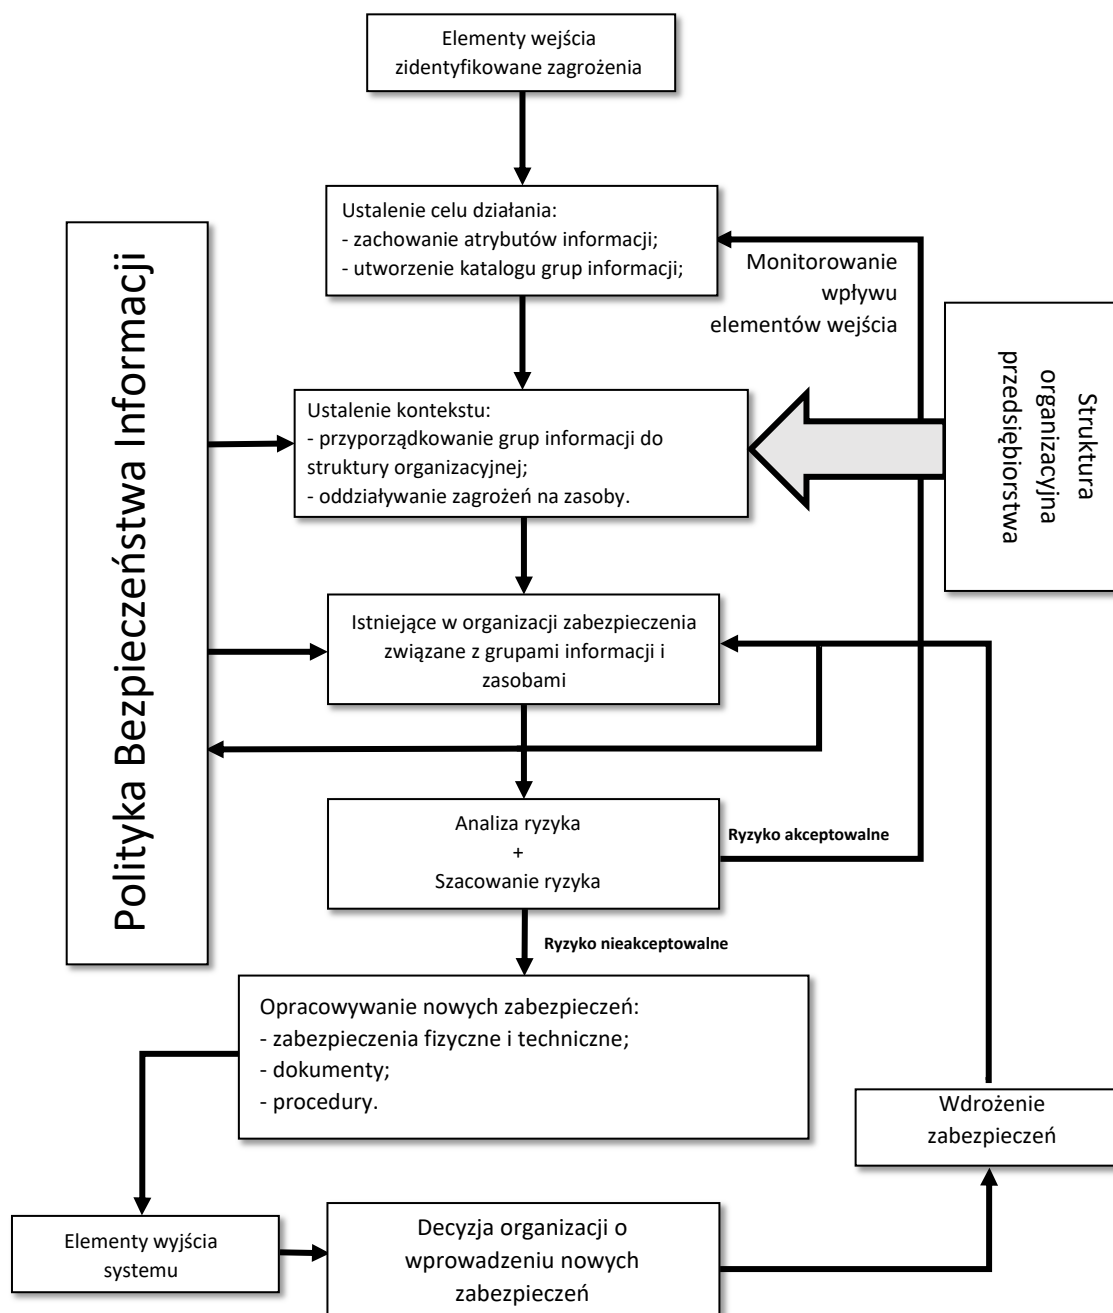 Elementy wejścia
zidentyfikowane zagrożenia
Ustalenie celu działania:
- zachowanie atrybutów informacji;
- utworzenie katalogu grup informacji;
Monitorowanie
wpływu
elementów wejścia
Polityka Bezpieczeństwa Informacji
Struktura
organizacyjna
przedsiębiorstwa
Ustalenie kontekstu:
- przyporządkowanie grup informacji do
struktury organizacyjnej;
- oddziaływanie zagrożeń na zasoby.
Istniejące w organizacji zabezpieczenia
związane z grupami informacji i
zasobami
Analiza ryzyka
+
Szacowanie ryzyka
Ryzyko akceptowalne
Ryzyko nieakceptowalne
Opracowywanie nowych zabezpieczeń:
- zabezpieczenia fizyczne i techniczne;
- dokumenty;
- procedury.
Wdrożenie
zabezpieczeń
Elementy wyjścia
systemu
Decyzja organizacji o
wprowadzeniu nowych
zabezpieczeń